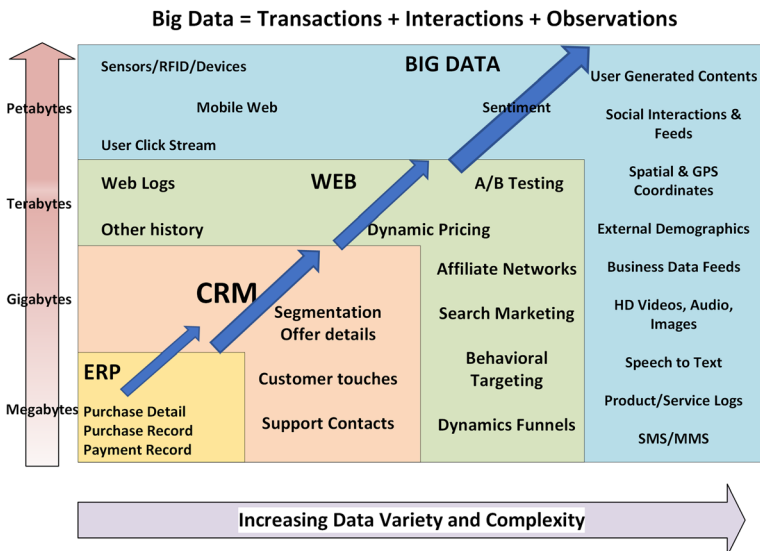 Big Data = Transactions + Interactions + Observations
Petabytes
Terabytes
Gigabytes
Megabytes
Sensors/RFID/Devices
BIG DATA
Mobile Web
Sentiment
User Click Stream
User Generated Contents
Social Interactions &
Feeds
Spatial & GPS
Coordinates
External Demographics
Business Data Feeds
HD Videos, Audio,
Images
Speech to Text
Product/Service Logs
SMS/MMS
Web Logs
WEB
A/B Testing
Other history
Dynamic Pricing
Affiliate Networks
Search Marketing
Behavioral
Targeting
Dynamics Funnels
CRM
Segmentation
Offer details
Customer touches
Support Contacts
ERP
Purchase Detail
Purchase Record
Payment Record
Increasing Data Variety and Complexity